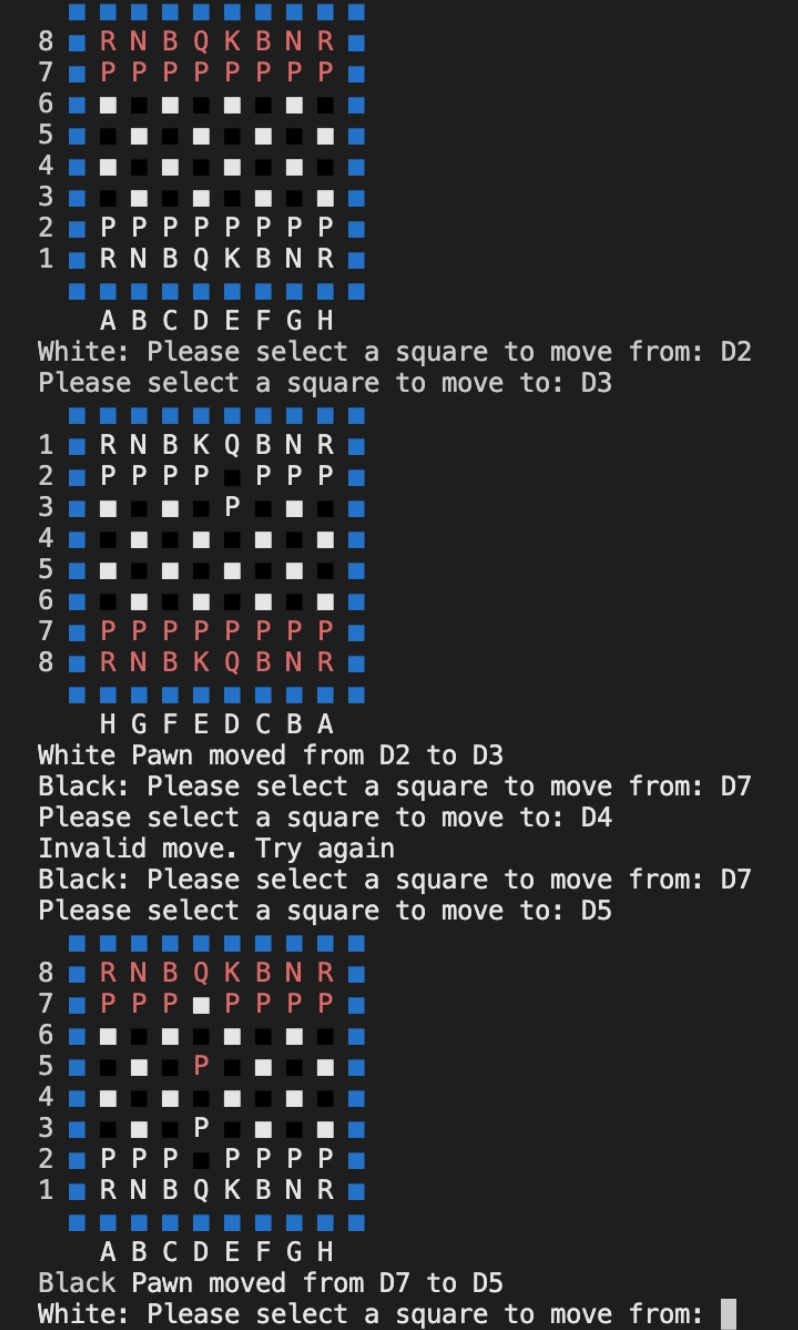 8 R N B Q K B N R
7 P P P P P P P P
6
5
4
3
2 P P P P P P P P
1 R N B Q K B N R
A B C D E F G H
White: Please select a square to move from: D2
Please select a square to move to: D3
1 R N B K Q B N R
2 P P P P P P P
3 P
4
5
6
7 P P P P P P P P
8 R N B K Q B N R
H G F E D C B A
White Pawn moved from D2 to D3
Black: Please select a square to move from: D7
Please select a square to move to: D4
Invalid move. Try again
Black: Please select a square to move from: D7
Please select a square to move to: D5
8 R N B Q K B N R
7 P P P P P P P
6
5 P
4
3 P
2 P P P P P P P
1 R N B Q K B N R
A B C D E F G H
Black Pawn moved from D7 to D5
White: Please select a square to move from: